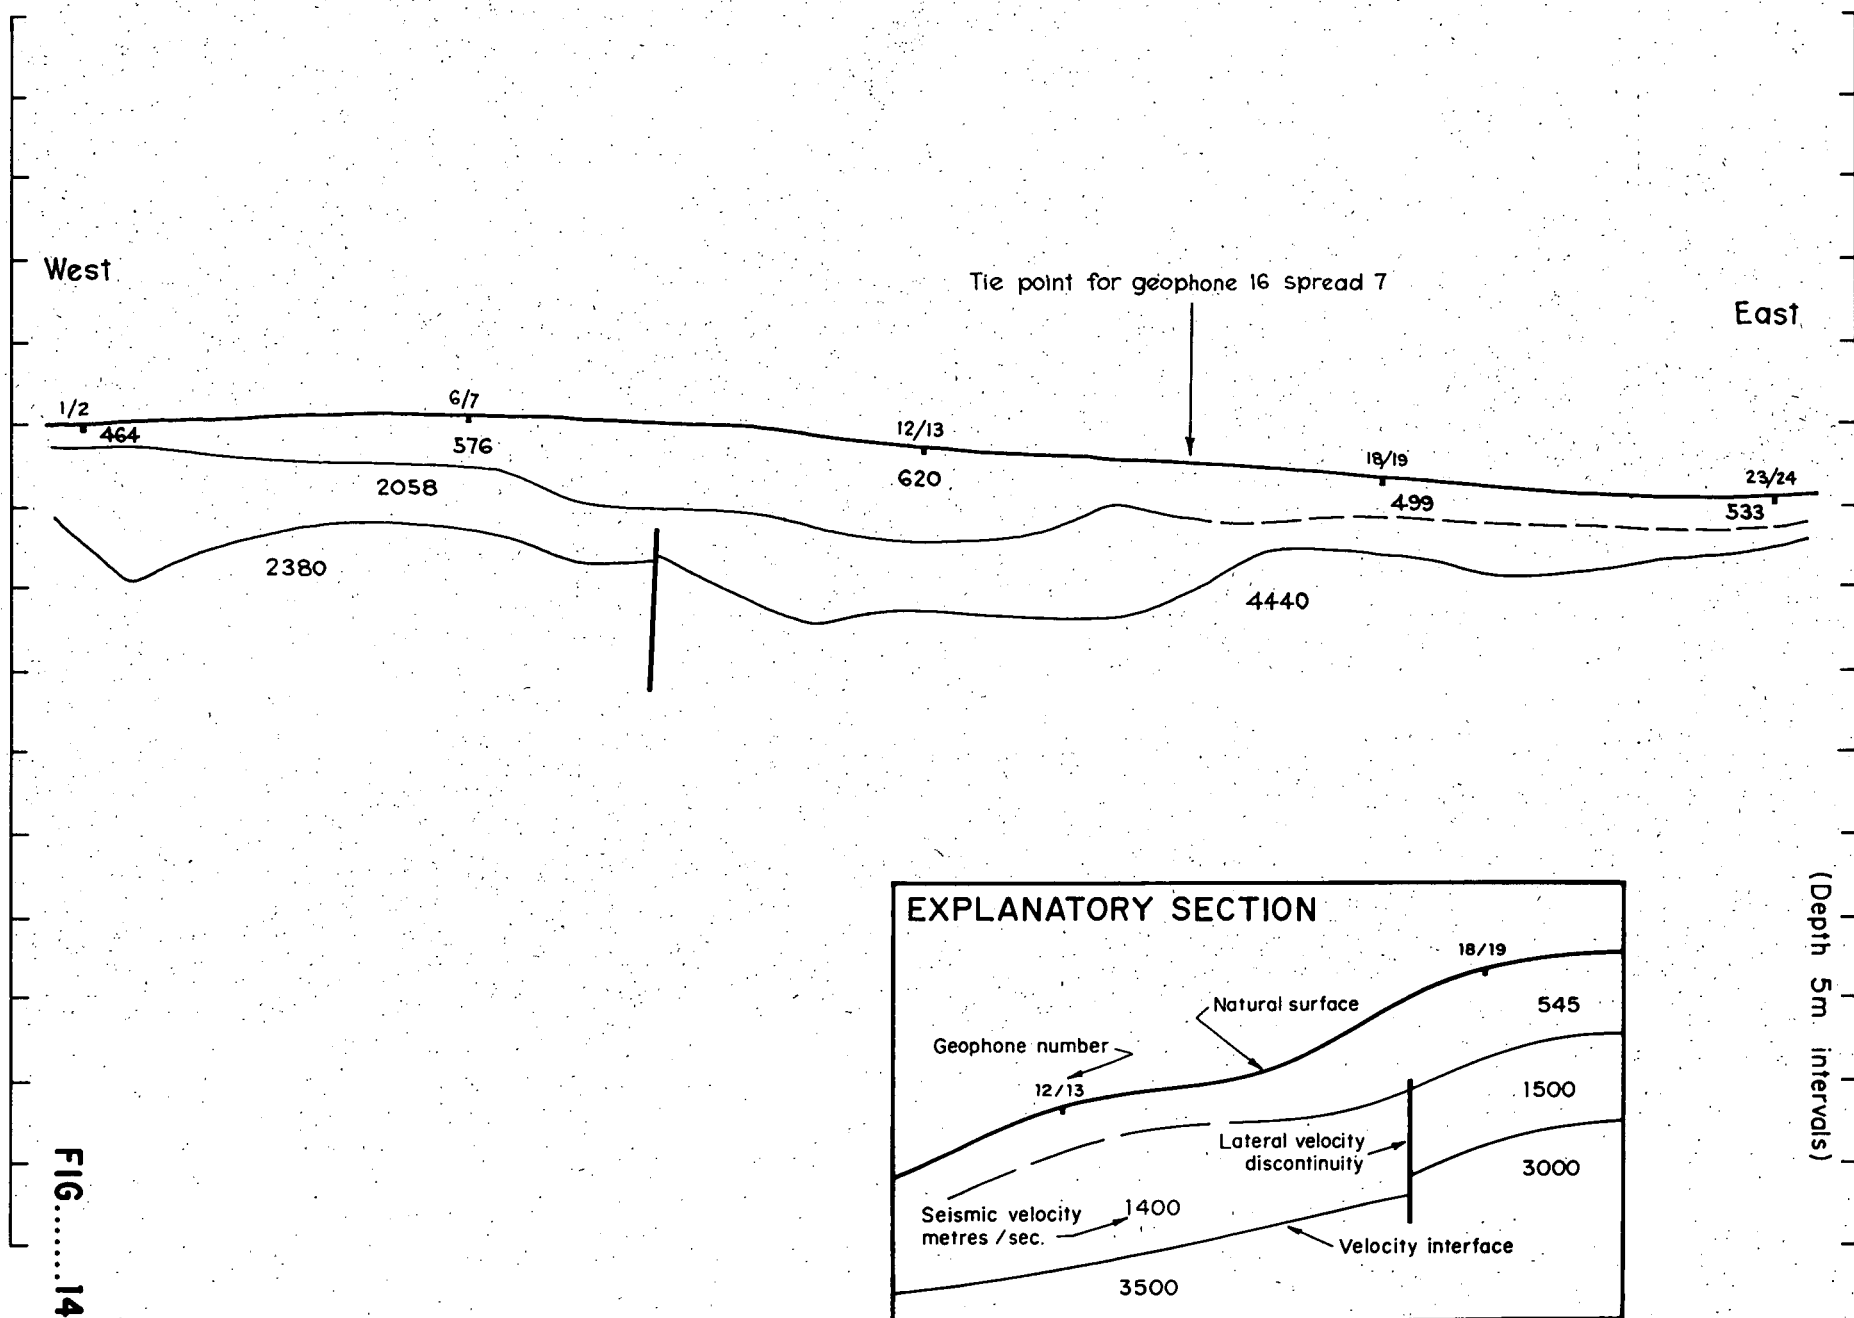 West
Tie point for geophone 16 spread 7
East
1/2
6/7
12/13
18/19
23/24
464
576
620
499
533
2058
2380
4440
EXPLANATORY SECTION
18/19
Natural surface
545
Geophone number
12/13
1500
Lateral velocity
discontinuity
3000
Seismic velocity
metres/sec.
1400
Velocity interface
3500
(Depth 5m intervals)
FIG........14